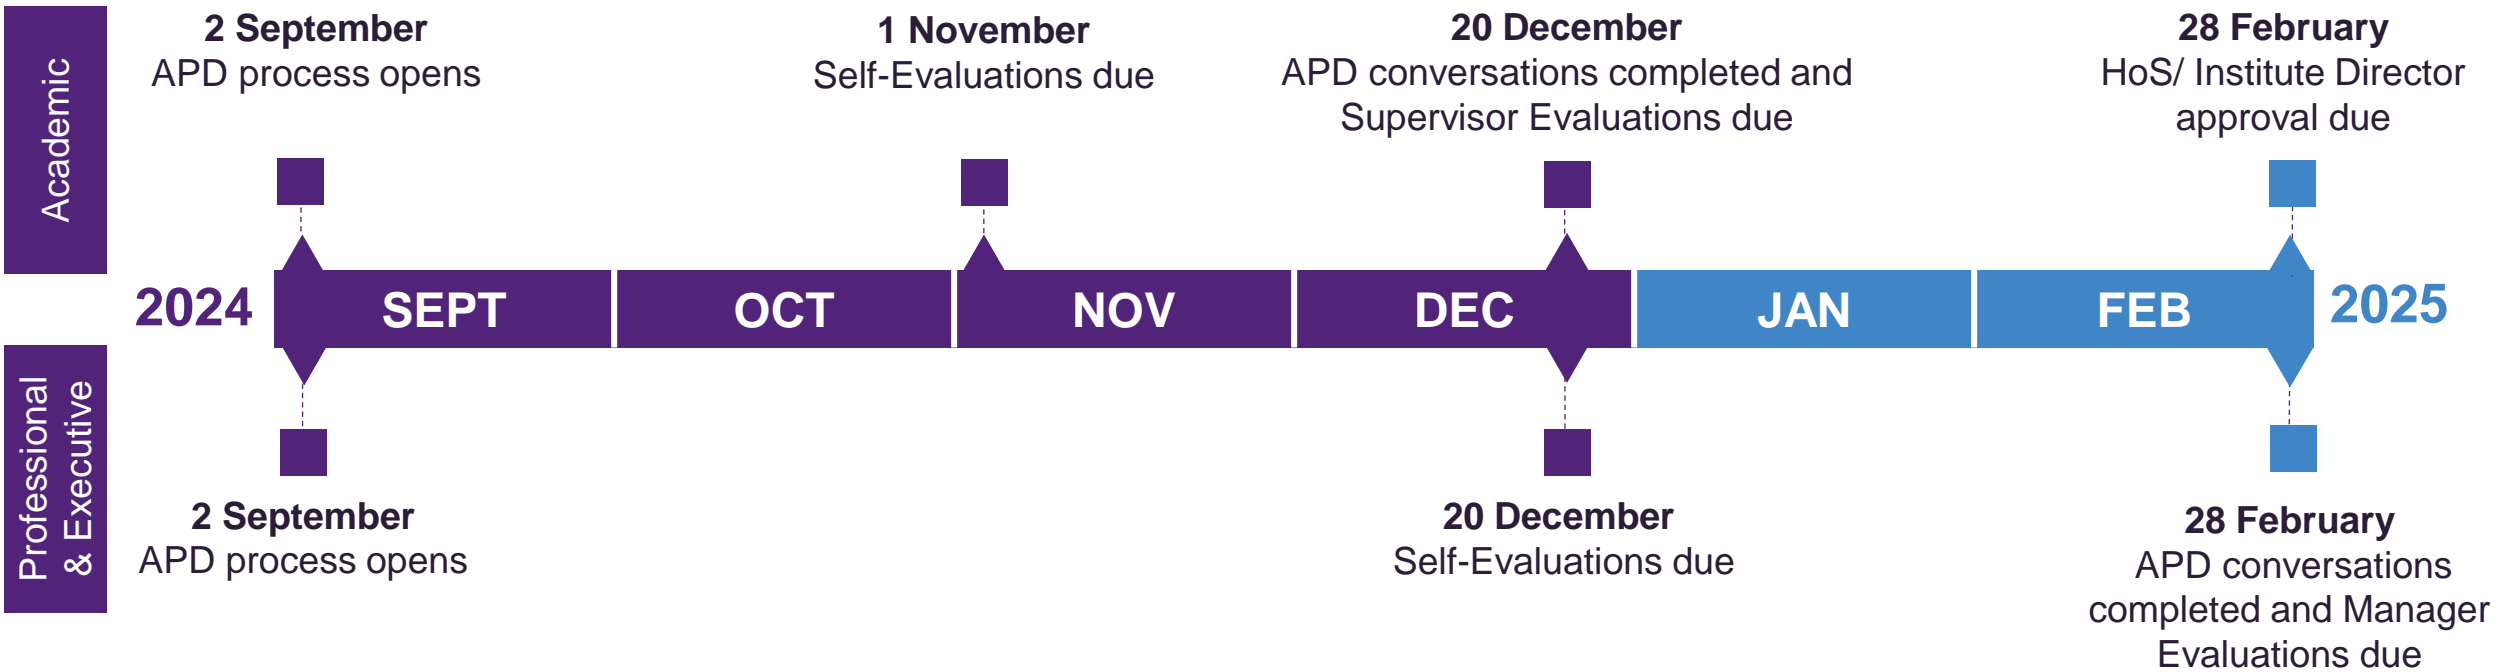 Academic
2 September
APD process opens
1 November
Self-Evaluations due
20 December
APD conversations completed and
Supervisor Evaluations due
28 February
HoS/ Institute Director
approval due
2024
SEPT
OCT
NOV
DEC
JAN
FEB
2025
Professional
& Executive
2 September
APD process opens
20 December
Self-Evaluations due
28 February
APD conversations
completed and Manager
Evaluations due